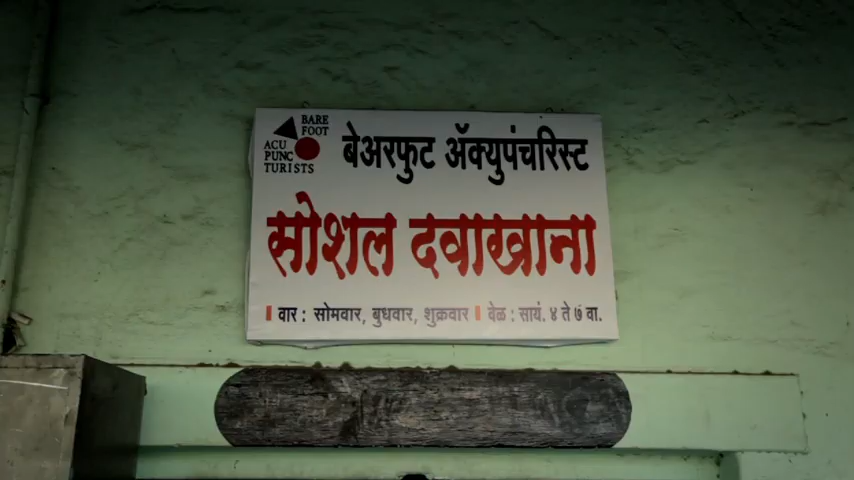 BARE
FOOT
ACU
PUNC
TURISTS
बेअरफुट ॲक्युपंचरिस्ट
सोशल दवाखाना
वार : सोमवार, बुधवार, शुक्रवार
वेळ : सायं. ४ ते ७ वा.